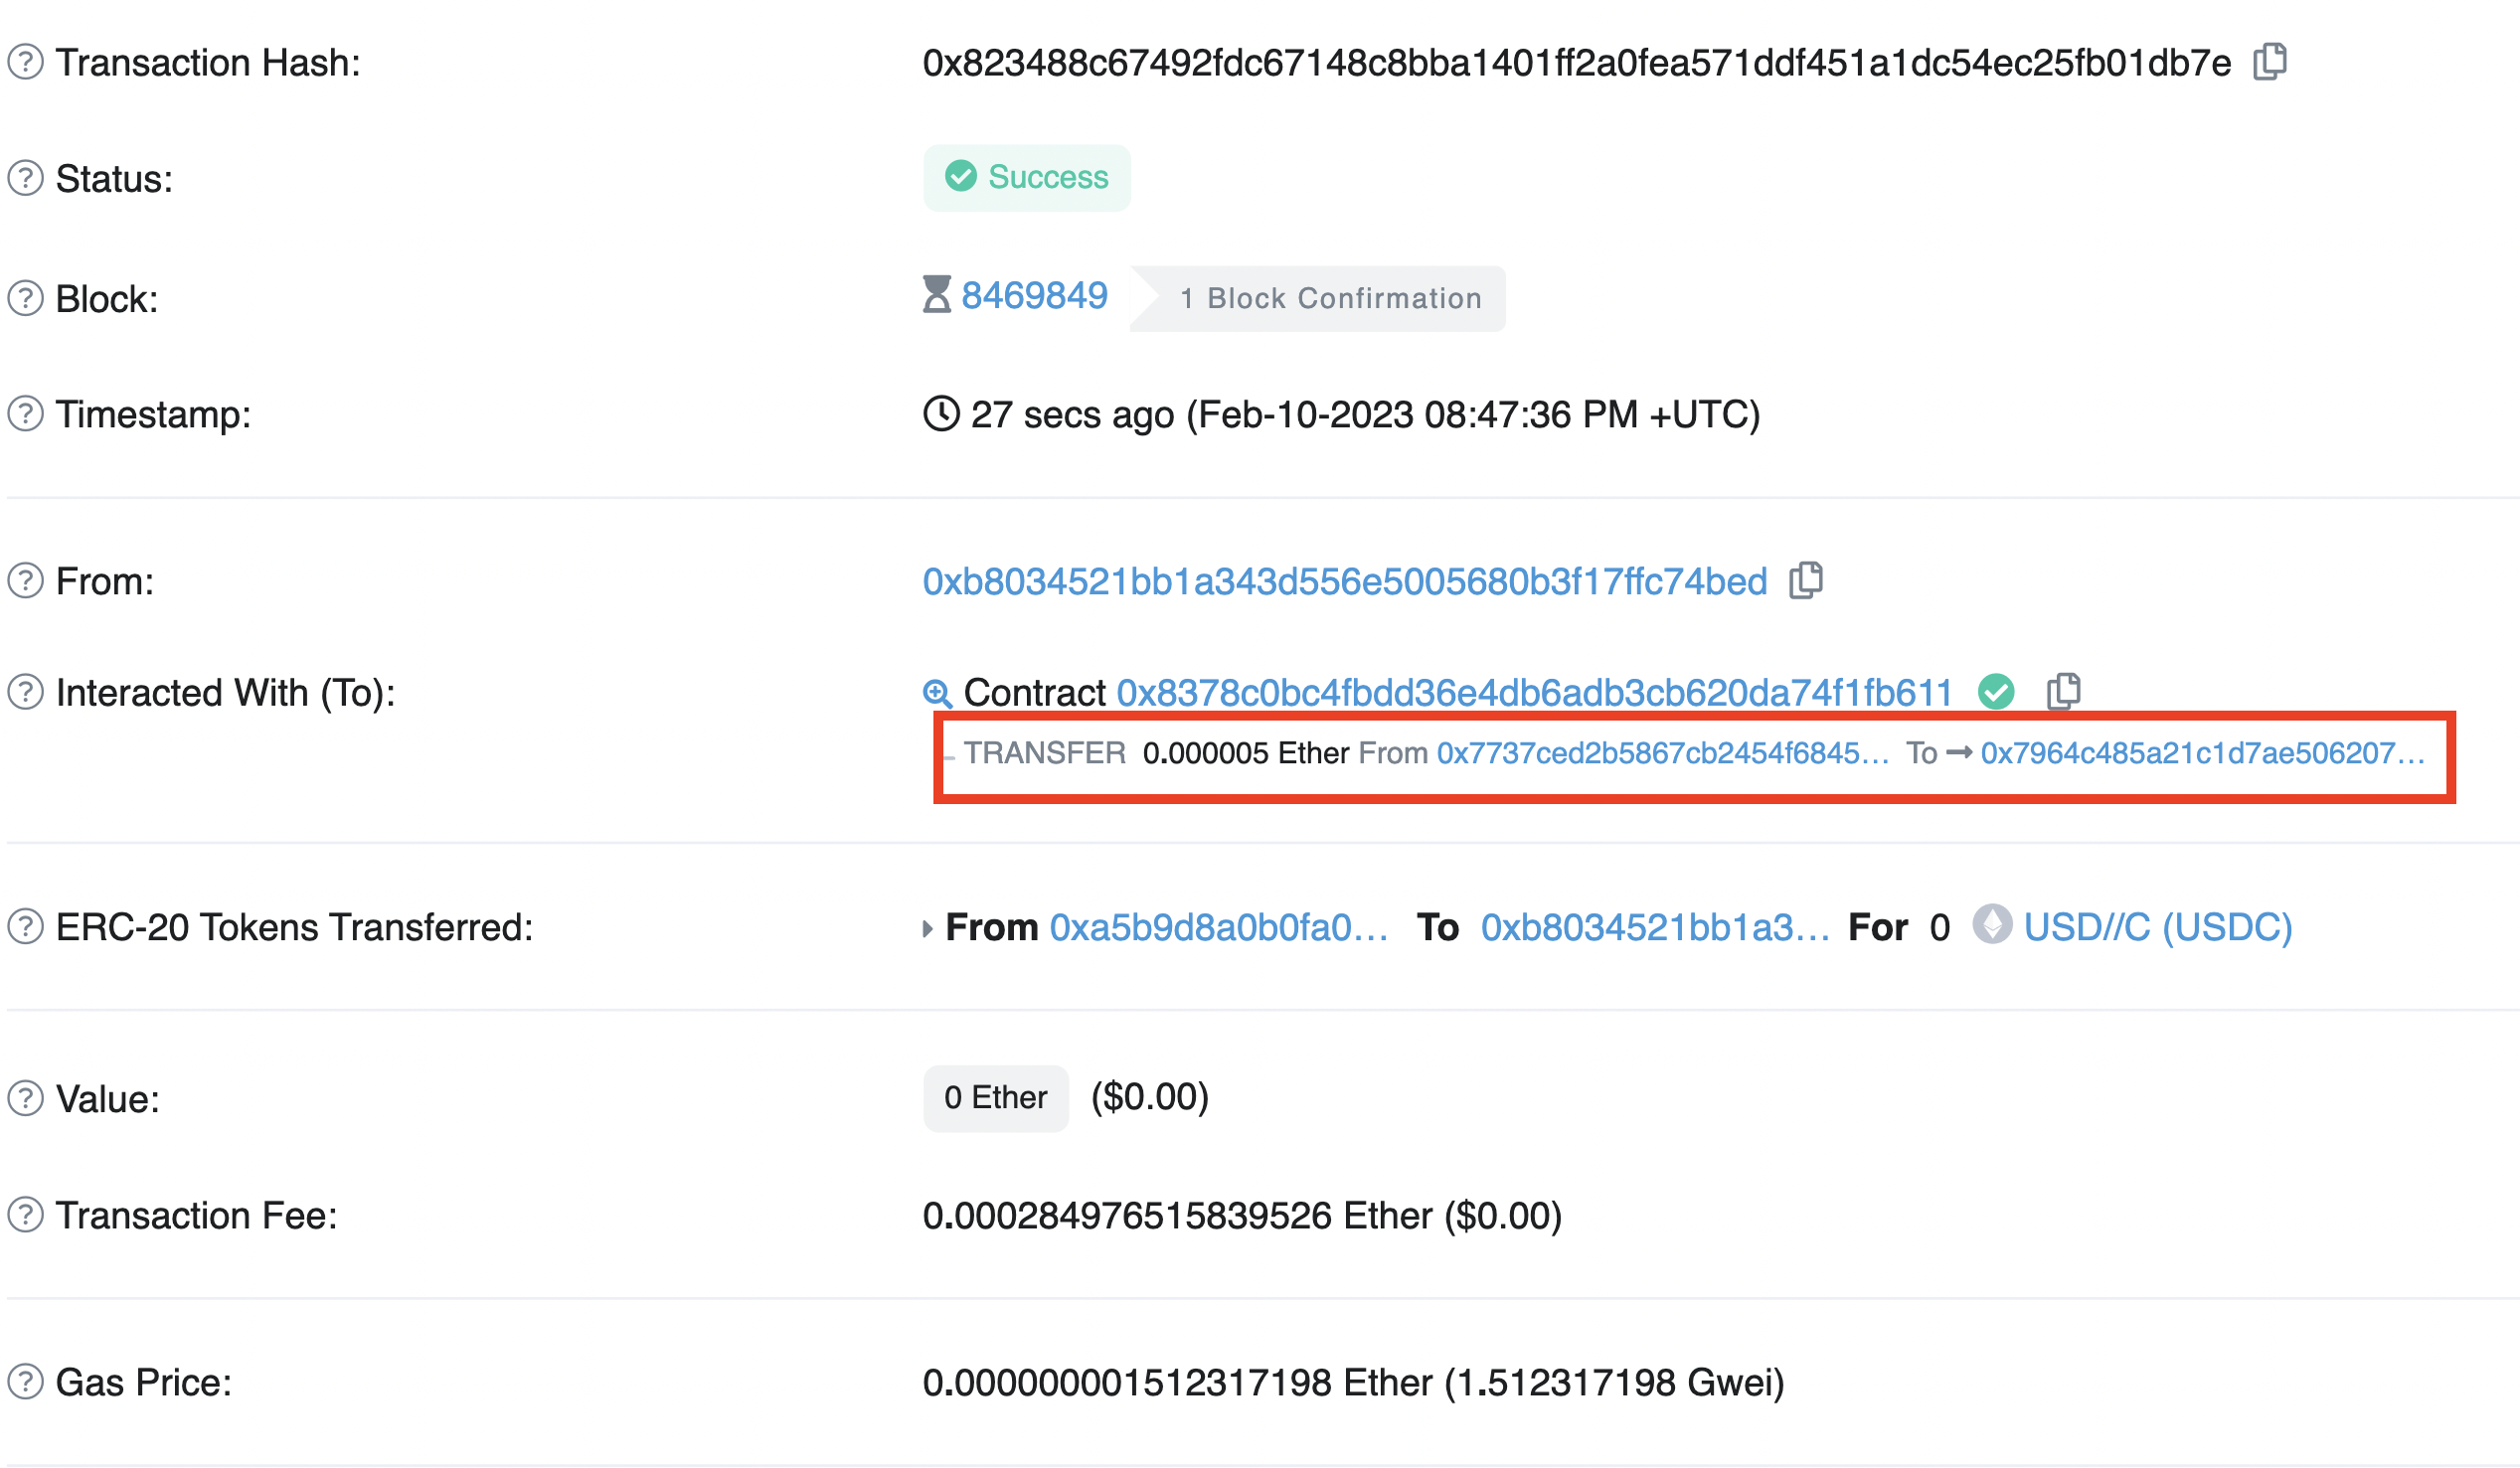 Transaction Hash: 0x823488c67492fdc67148c8bba1401ff2a0fea571ddf451a1dc54ec25fb01db7e
Status: Success
Block: 8469849 1 Block Confirmation
Timestamp: 27 secs ago (Feb-10-2023 08:47:36 PM +UTC)
From: 0xb8034521bb1a343d556e5005680b3f17ffc74bed
Interacted With (To): Contract 0x8378c0bc4fbdd36e4db6adb3cb620da74f1fb611
TRANSFER 0.000005 Ether From 0x7737ced2b5867cb2454f6845... To → 0x7964c485a21c1d7ae506207...
ERC-20 Tokens Transferred: From 0xa5b9d8a0b0fa0... To 0xb8034521bb1a3... For 0 USD//C (USDC)
Value: 0 Ether ($0.00)
Transaction Fee: 0.000284976515839526 Ether ($0.00)
Gas Price: 0.000000001512317198 Ether (1.512317198 Gwei)